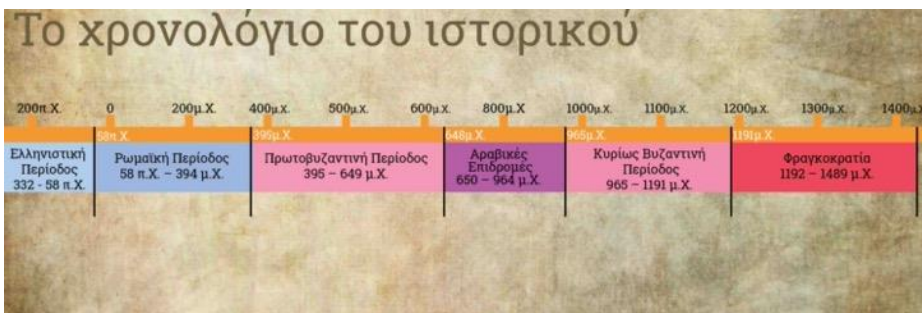 Το χρονολόγιο του ιστορικού
200π.Χ. 0 200μ.Χ. 400μ.Χ. 500μ.Χ. 600μ.Χ. 800μ.Χ 1000μ.Χ. 1100μ.Χ. 1200μ.Χ. 1300μ.Χ. 1400μ.Χ
58π.Χ. 395μ.Χ. 648μ.Χ. 965μ.Χ. 1191μ.Χ.
Ελληνιστική
Περίοδος
332 - 58 π.Χ.
Ρωμαϊκή Περίοδος
58 π.Χ. – 394 μ.Χ.
Πρωτοβυζαντινή Περίοδος
395 – 649 μ.Χ.
Αραβικές
Επιδρομές
650 – 964 μ.Χ.
Κυρίως Βυζαντινή
Περίοδος
965 – 1191 μ.Χ.
Φραγκοκρατία
1192 – 1489 μ.Χ.